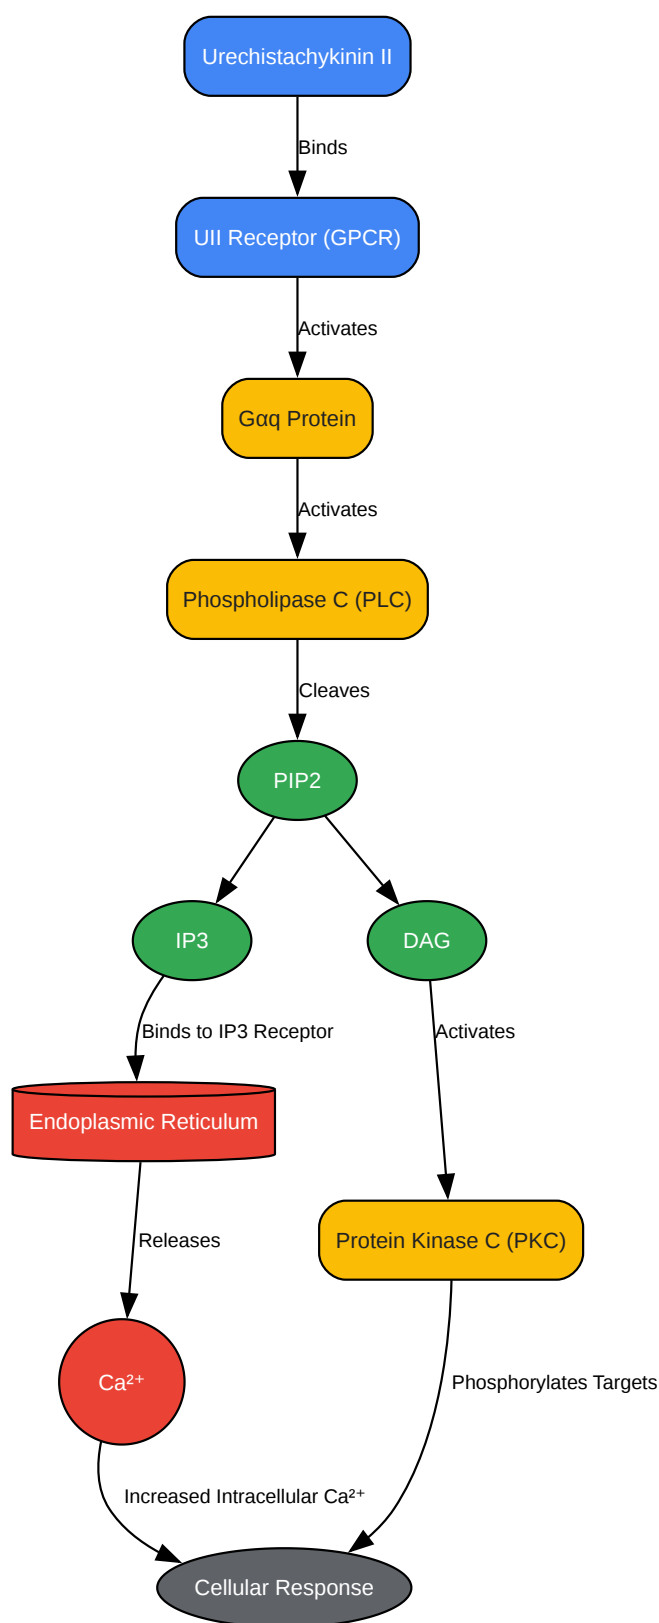 Urechistachykinin II
Binds
UII Receptor (GPCR)
Activates
Gαq Protein
Activates
Phospholipase C (PLC)
Cleaves
PIP2
IP3
DAG
Binds to IP3 Receptor
Activates
Endoplasmic Reticulum
Releases
Protein Kinase C (PKC)
Ca²⁺
Phosphorylates Targets
Increased Intracellular Ca²⁺
Cellular Response